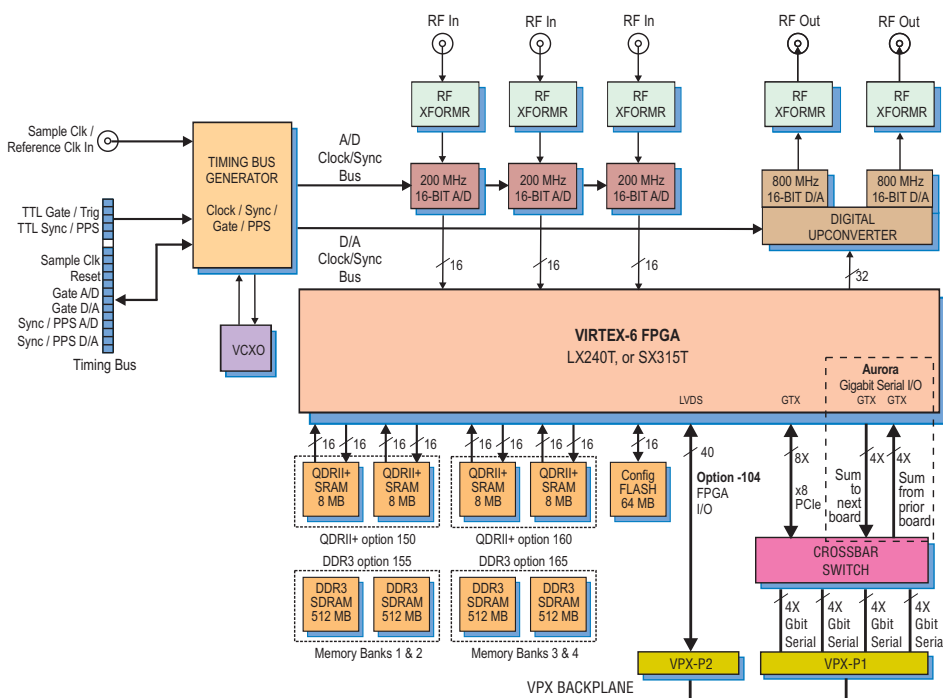 RF In
RF In
RF In
RF Out
RF Out
RF
XFORMR
RF
XFORMR
RF
XFORMR
RF
XFORMR
RF
XFORMR
Sample Clk /
Reference Clk In
TIMING BUS
GENERATOR
Clock / Sync /
Gate / PPS
A/D
Clock/Sync
Bus
200 MHz
16-BIT A/D
200 MHz
16-BIT A/D
200 MHz
16-BIT A/D
800 MHz
16-BIT D/A
800 MHz
16-BIT D/A
DIGITAL
UPCONVERTER
TTL Gate / Trig
TTL Sync / PPS
Sample Clk
Reset
Gate A/D
Gate D/A
Sync / PPS A/D
Sync / PPS D/A
Timing Bus
D/A
Clock/Sync
Bus
16
16
16
32
VCXO
VIRTEX-6 FPGA
LX240T, or SX315T
Aurora
Gigabit Serial I/O
LVDS
GTX
GTX
GTX
16
16
16
16
16
16
16
16
16
40
8X
4X
4X
QDRII+
SRAM
8 MB
QDRII+
SRAM
8 MB
QDRII+
SRAM
8 MB
QDRII+
SRAM
8 MB
Config
FLASH
64 MB
Option -104
FPGA
I/O
x8
PCIe
Sum
to
next
board
Sum
from
prior
board
QDRII+ option 150
QDRII+ option 160
CROSSBAR
SWITCH
DDR3 option 155
DDR3 option 165
DDR3
SDRAM
512 MB
DDR3
SDRAM
512 MB
DDR3
SDRAM
512 MB
DDR3
SDRAM
512 MB
4X
Gbit
Serial
4X
Gbit
Serial
4X
Gbit
Serial
4X
Gbit
Serial
Memory Banks 1 & 2
Memory Banks 3 & 4
VPX-P2
VPX-P1
VPX BACKPLANE